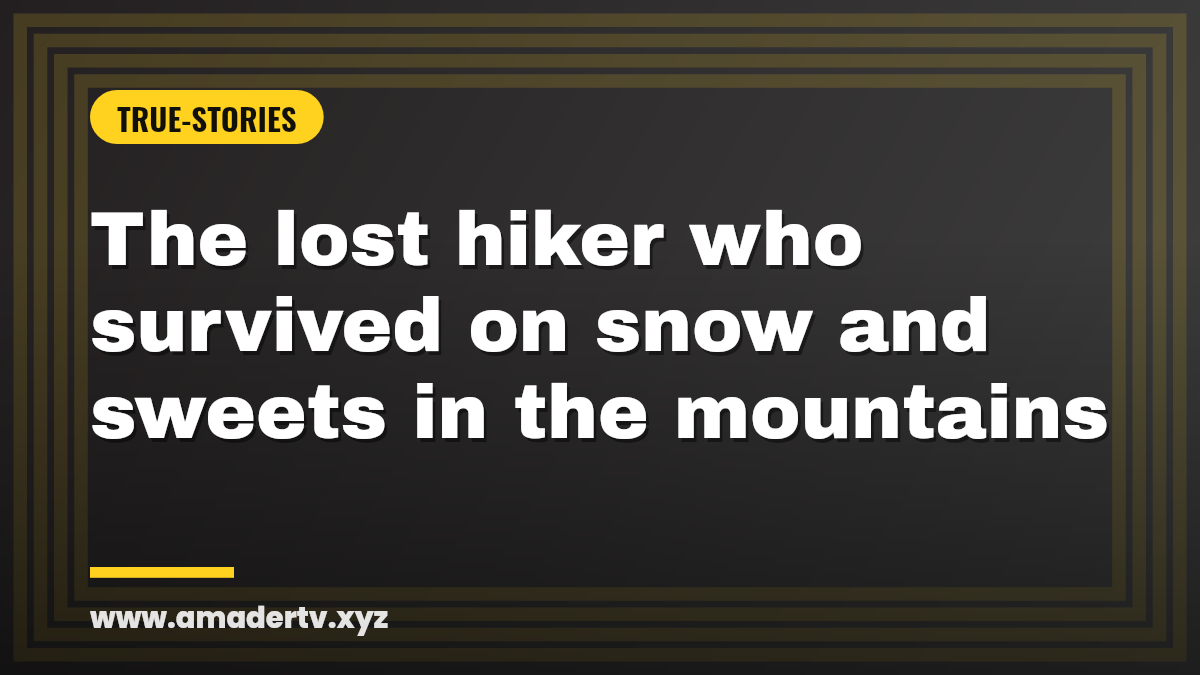 TRUE-STORIES
The lost hiker who
survived on snow and
sweets in the mountains
www.amadertv.xyz